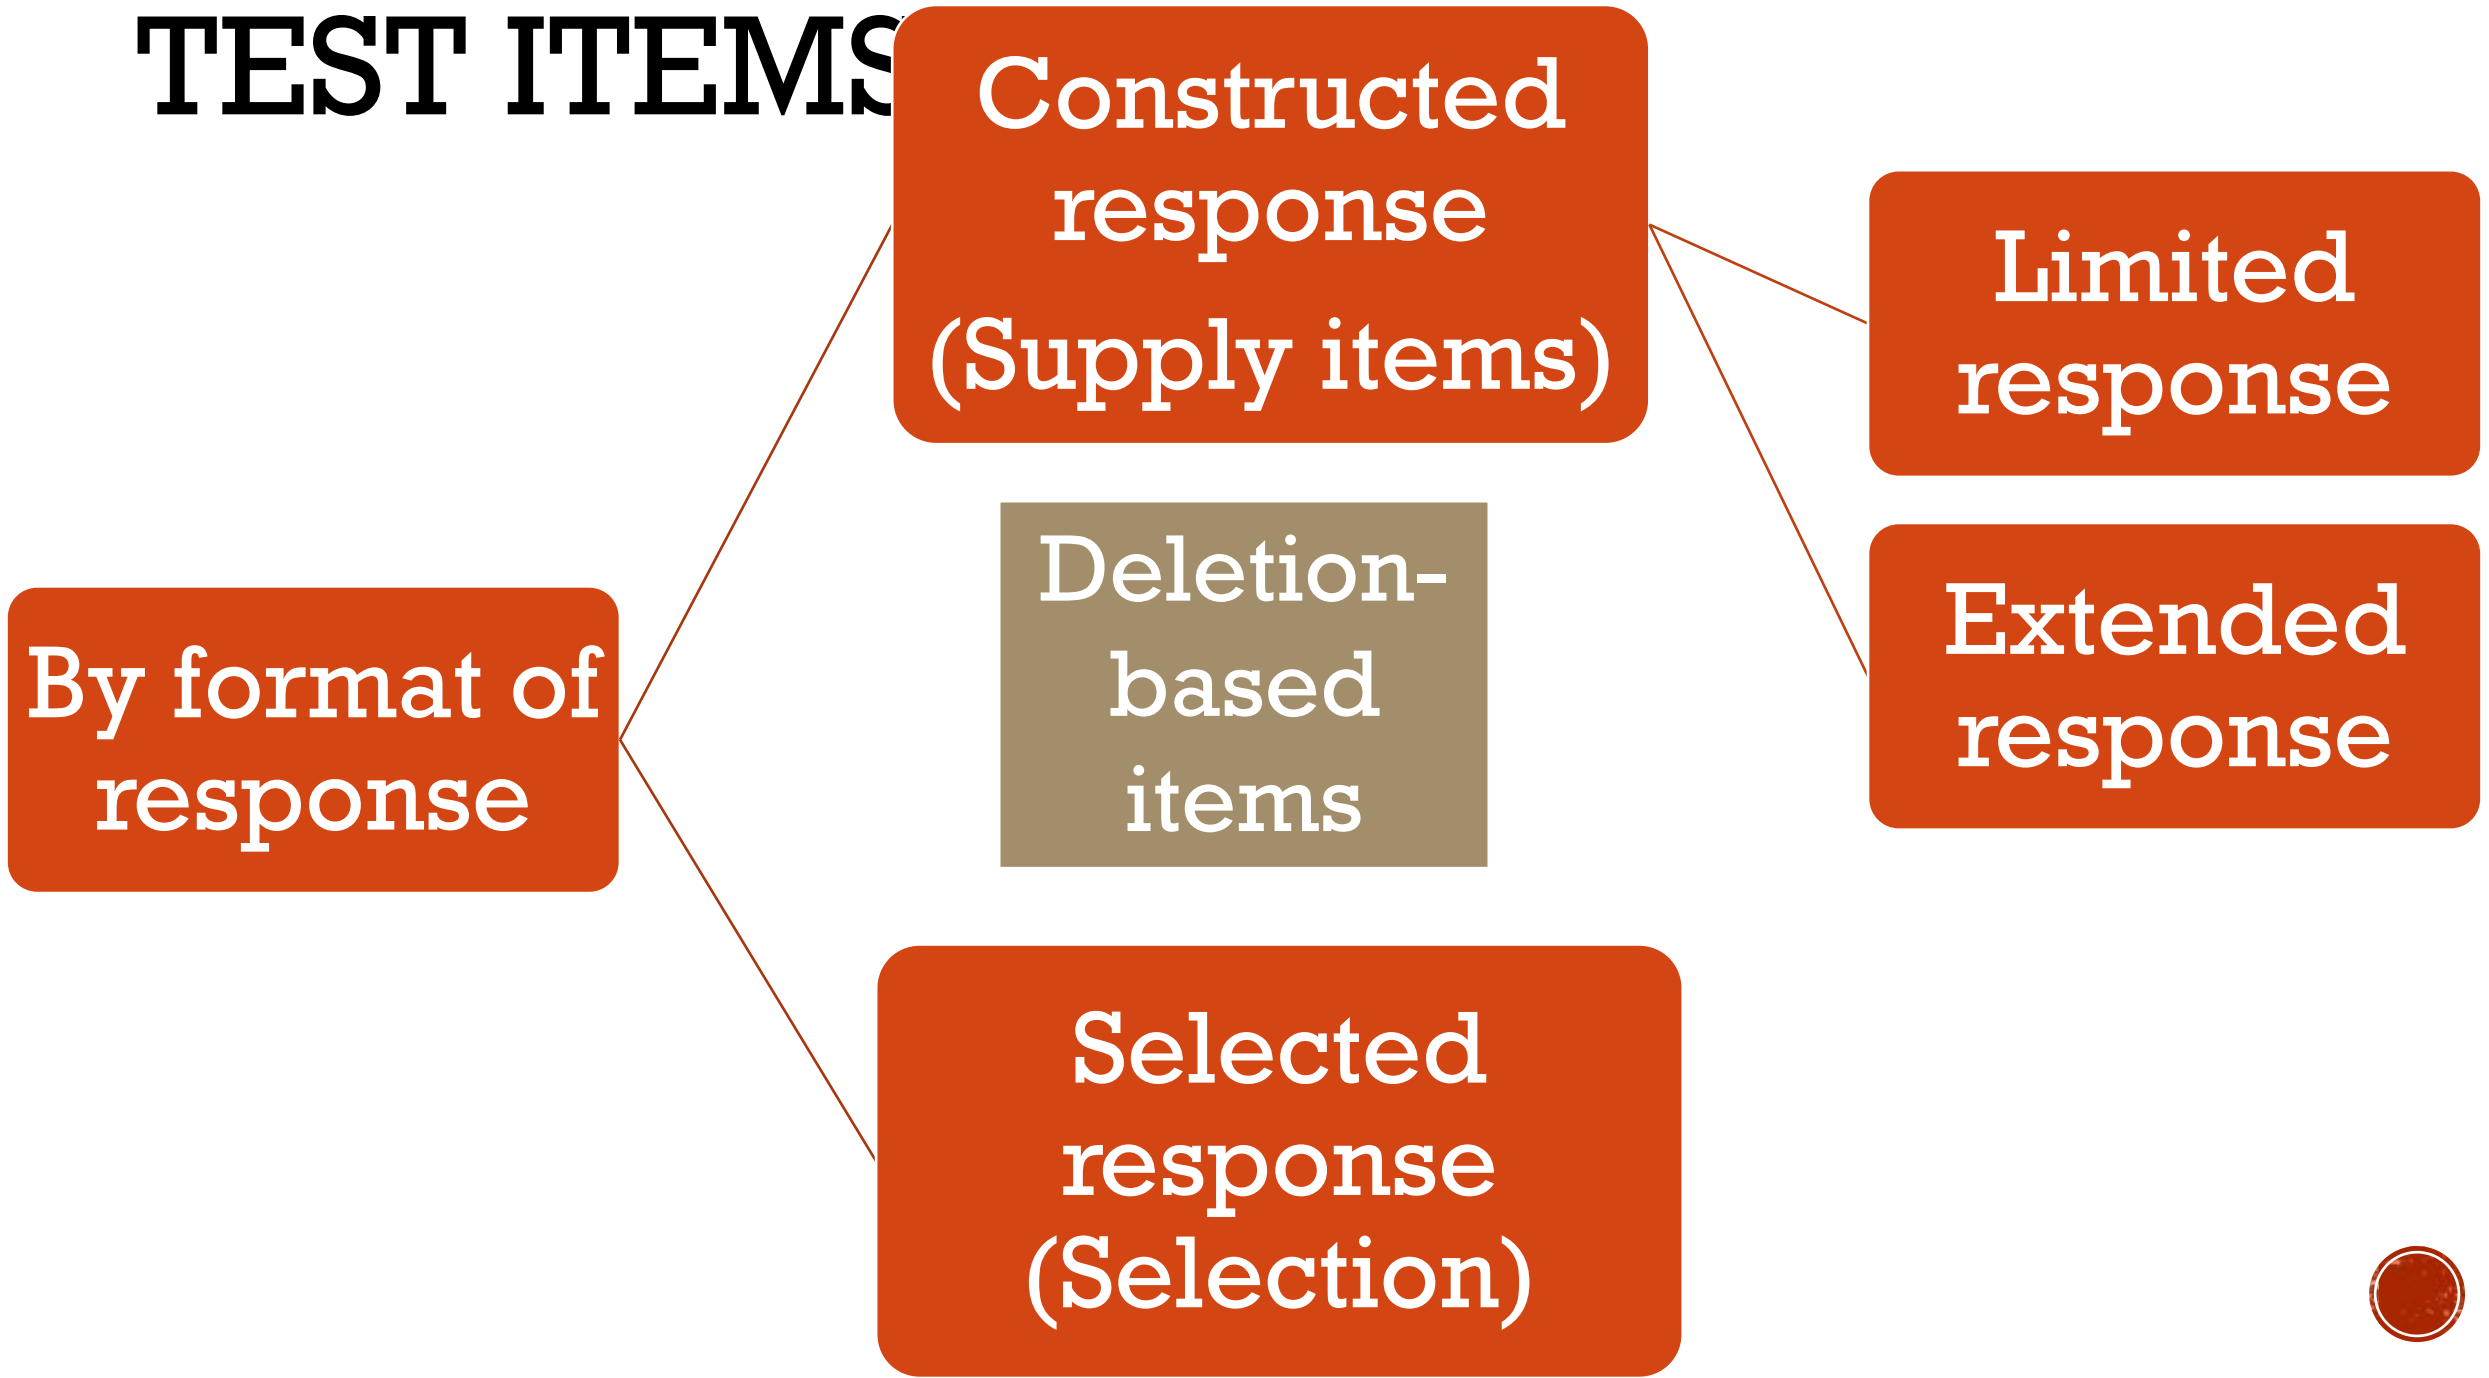 TEST ITEMS
Constructed
response
(Supply items)
Limited
response
Deletion-
based
items
Extended
response
By format of
response
Selected
response
(Selection)